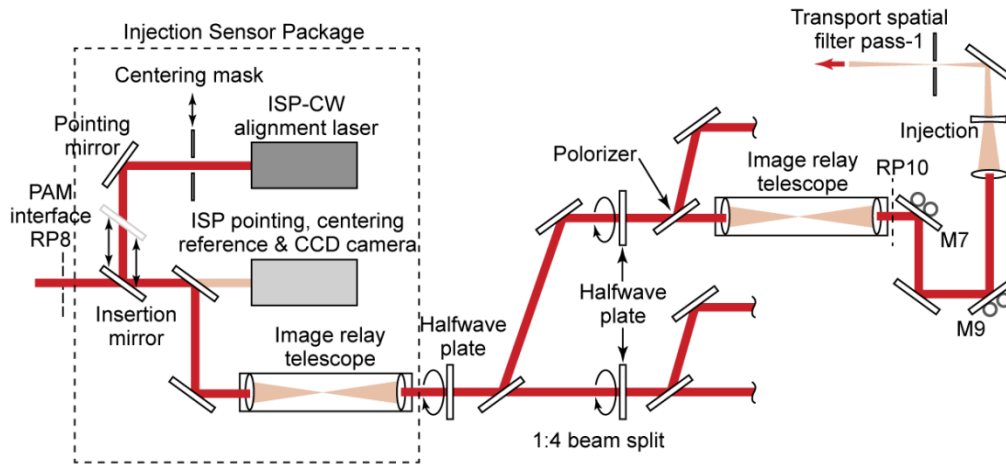 Injection Sensor Package
Centering mask
ISP-CW
alignment laser
Pointing
mirror
PAM
interface
RP8
ISP pointing, centering
reference & CCD camera
Insertion
mirror
Image relay
telescope
Halfwave
plate
Polorizer
Halfwave
plate
1:4 beam split
Image relay
telescope
RP10
M7
M9
Transport spatial
filter pass-1
Injection